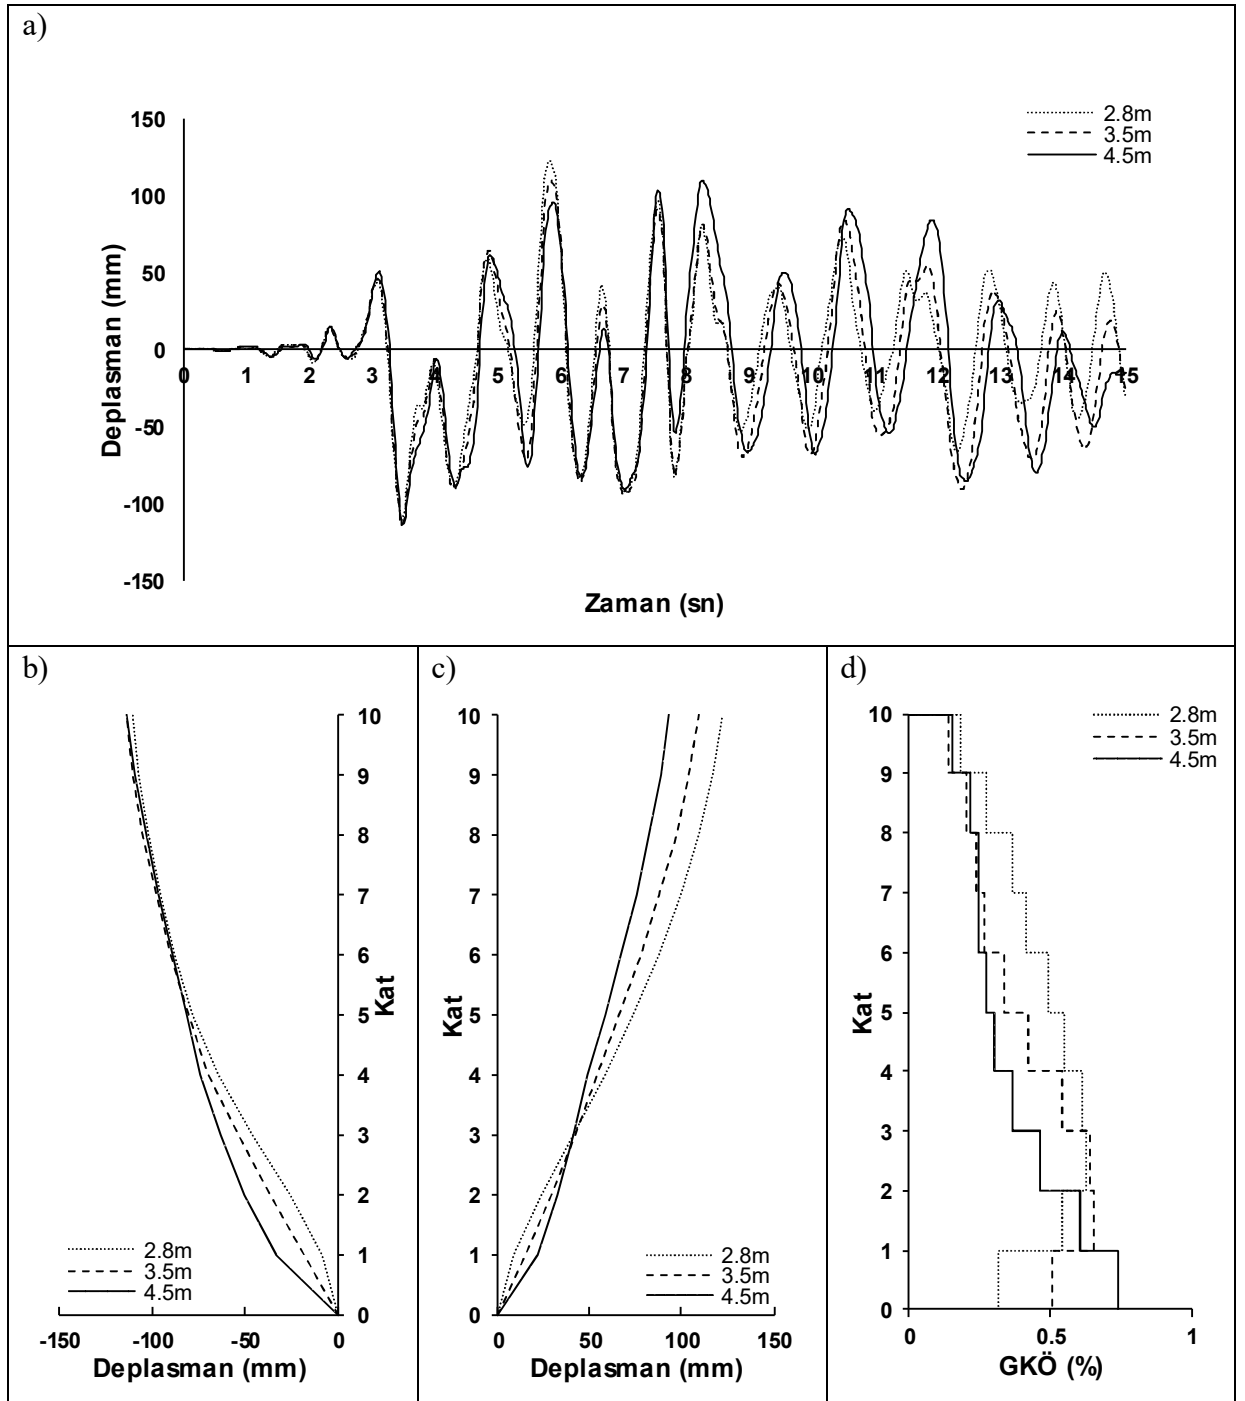 a)
2.8m
3.5m
4.5m
150
100
50
0
-50
-100
-150
Deplasman (mm)
0 1 2 3 4 5 6 7 8 9 10 11 12 13 14 15
Zaman (sn)
b)
10
9
8
7
6
5
4
3
2
1
0
Kat
2.8m
3.5m
4.5m
-150 -100 -50 0
Deplasman (mm)
c)
10
9
8
7
6
5
4
3
2
1
0
Kat
2.8m
3.5m
4.5m
0 50 100 150
Deplasman (mm)
d)
2.8m
3.5m
4.5m
10
9
8
7
6
5
4
3
2
1
0
Kat
0 0.5 1
GKÖ (%)